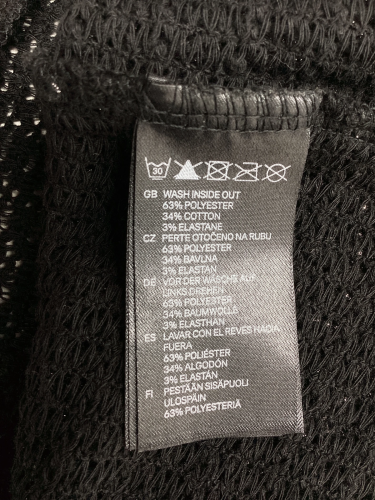 30
GB WASH INSIDE OUT
63% POLYESTER
34% COTTON
3% ELASTANE
CZ PERTE OTOČENO NA RUBU
63% POLYESTER
34% BAVLNA
3% ELASTAN
DE VOR DER WÄSCHE AUF
LINKS DREHEN
63% POLYESTER
34% BAUMWOLLE
3% ELASTHAN
ES LAVAR CON EL REVÉS HACIA
FUERA
63% POLIÉSTER
34% ALGODÓN
3% ELASTÁN
FI PESTÄÄN SISÄPUOLI
ULOSPÄIN
63% POLYESTERIÄ